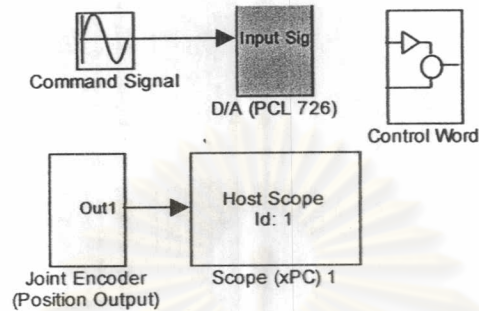 Input Sig
Command Signal
D/A (PCL 726)
Control Word
Out1
Host Scope
Id: 1
Joint Encoder
(Position Output)
Scope (xPC) 1